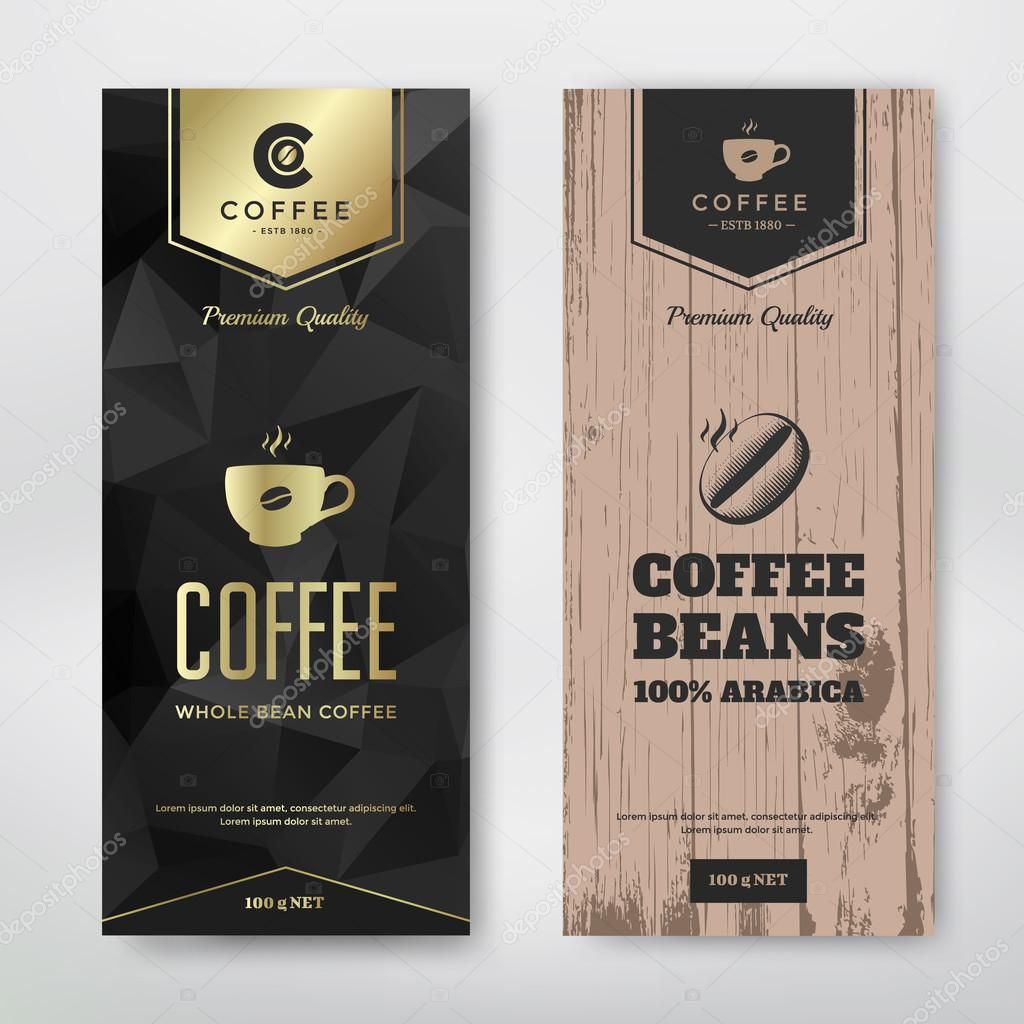 COFFEE
- ESTB 1880 -
Premium Quality
COFFEE
WHOLE BEAN COFFEE
Lorem ipsum dolor sit amet, consectetur adipiscing elit.
Lorem ipsum dolor sit amet.
100 g NET
COFFEE
– ESTB 1880 –
Premium Quality
COFFEE
BEANS
100% ARABICA
Lorem ipsum dolor sit amet, consectetur adipiscing elit.
Lorem ipsum dolor sit amet.
100 g NET
depositphotos